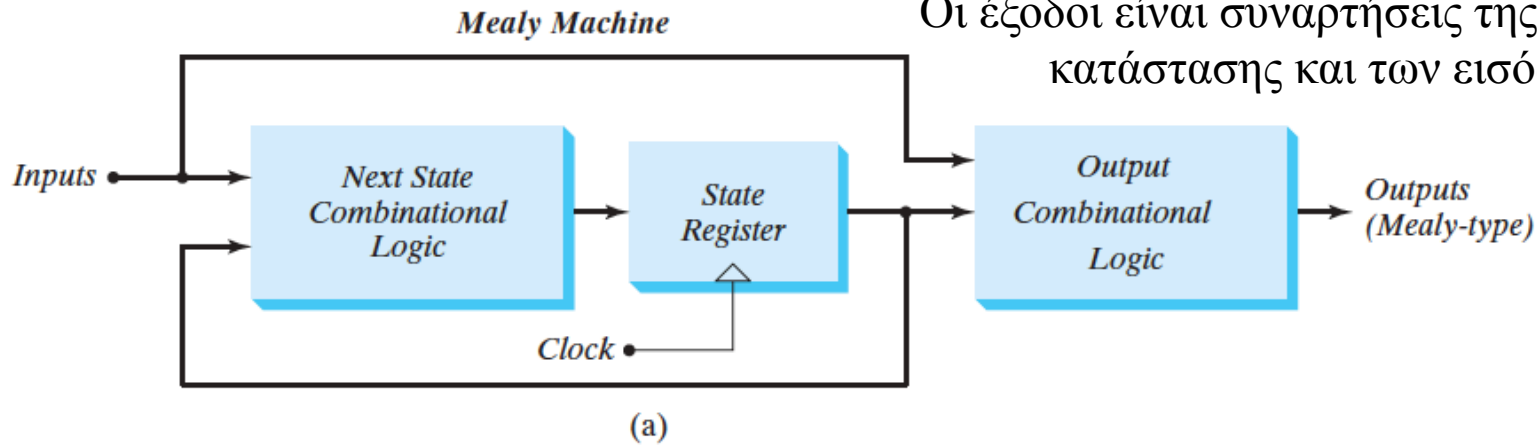 Mealy Machine
Οι έξοδοι είναι συναρτήσεις της
κατάστασης και των εισό
Inputs
Next State
Combinational
Logic
State
Register
Output
Combinational
Logic
Outputs
(Mealy-type)
Clock
(a)